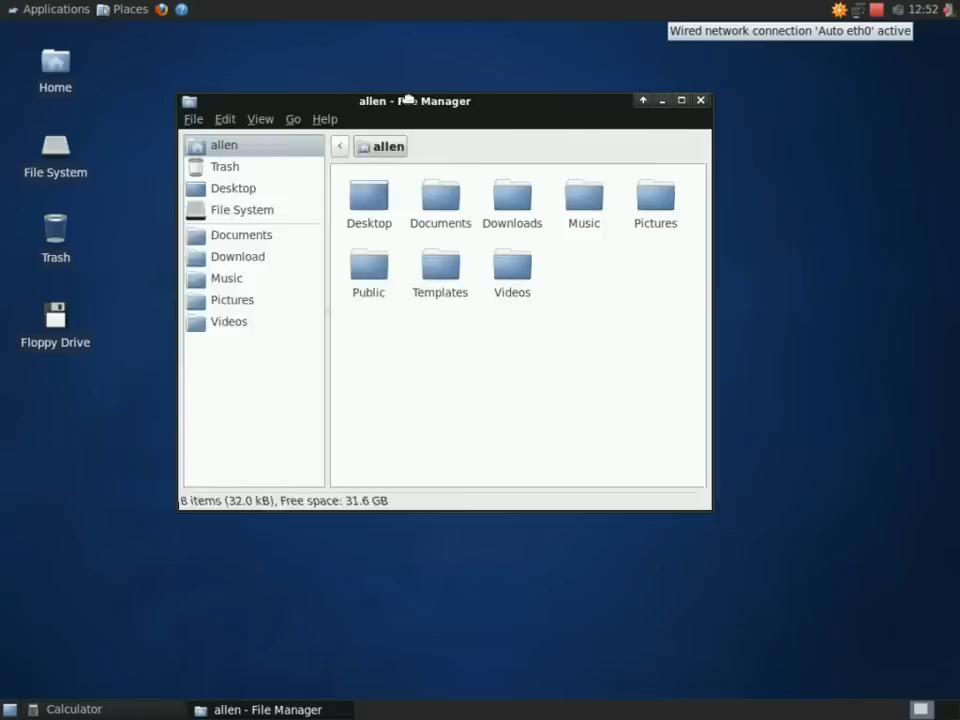 Applications Places 12:52
Wired network connection 'Auto eth0' active
Home
File System
Trash
Floppy Drive
allen - File Manager
File Edit View Go Help
allen
Trash
Desktop
File System
Documents
Download
Music
Pictures
Videos
allen
Desktop Documents Downloads Music Pictures
Public Templates Videos
8 items (32.0 kB), Free space: 31.6 GB
Calculator allen - File Manager